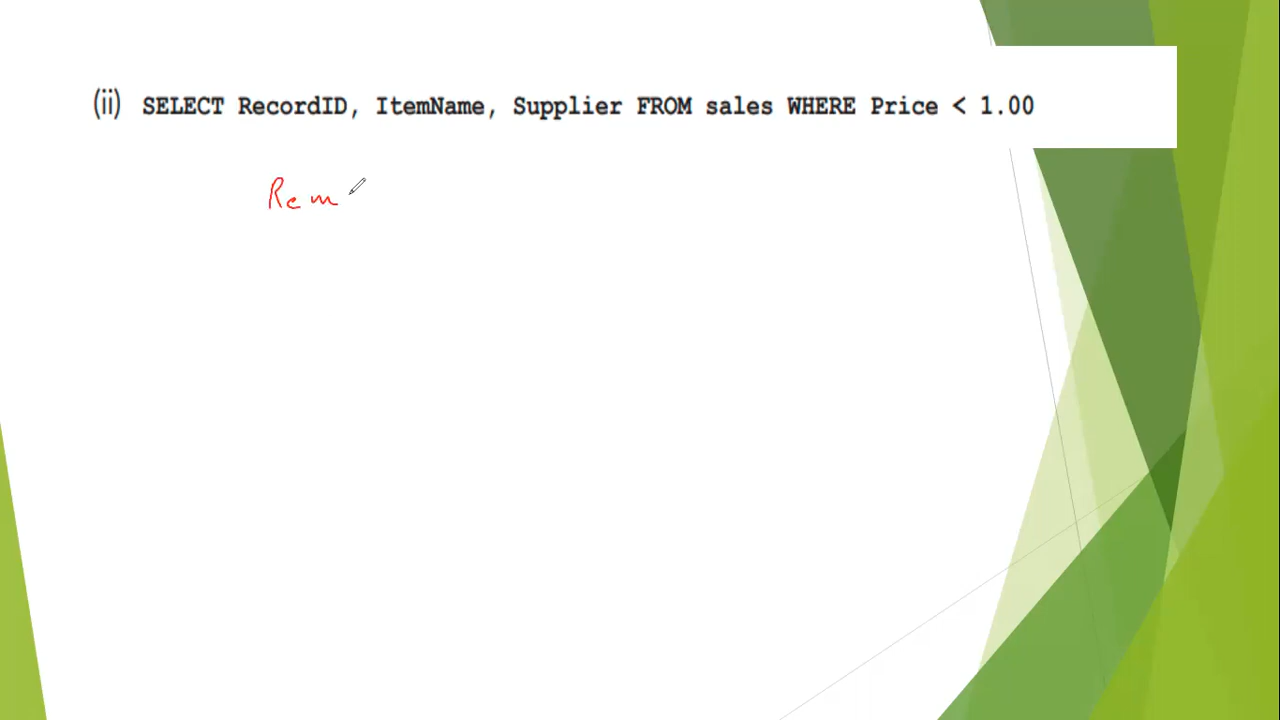 (ii) SELECT RecordID, ItemName, Supplier FROM sales WHERE Price < 1.00
Rem